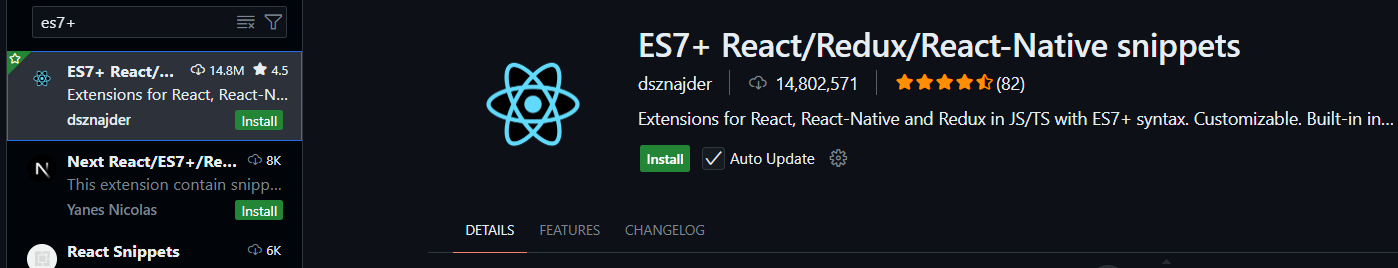 es7+
ES7+ React/... 14.8M 4.5
Extensions for React, React-N...
dsznajder Install
Next React/ES7+/Re... 8K
This extension contain snipp...
Yanes Nicolas Install
React Snippets 6K
ES7+ React/Redux/React-Native snippets
dsznajder 14,802,571 (82)
Extensions for React, React-Native and Redux in JS/TS with ES7+ syntax. Customizable. Built-in in...
Install Auto Update
DETAILS FEATURES CHANGELOG